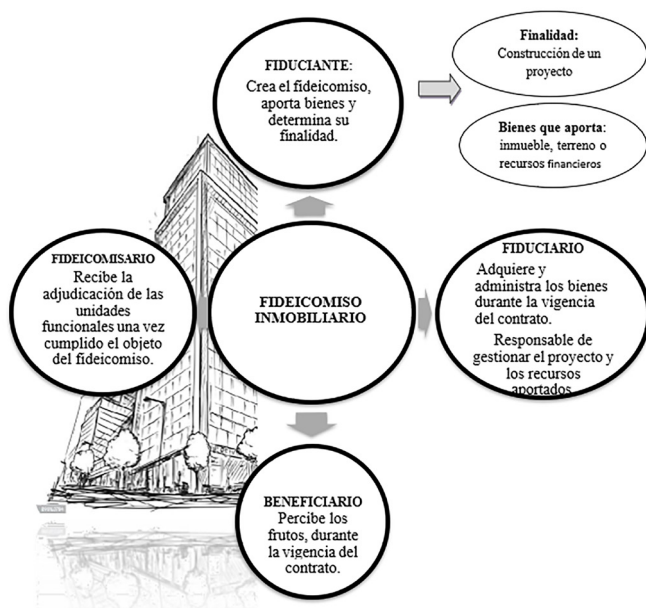 FIDUCIANTE:
Crea el fideicomiso,
aporta bienes y
determina su
finalidad.
Finalidad:
Construcción de un
proyecto
Bienes que aporta:
inmueble, terreno o
recursos financieros
FIDEICOMISARIO
Recibe la
adjudicación de las
unidades
funcionales una vez
cumplido el objeto
del fideicomiso.
FIDEICOMISO
INMOBILIARIO
FIDUCIARIO
Adquiere y
administra los bienes
durante la vigencia
del contrato.
Responsable de
gestionar el proyecto y
los recursos
aportados
BENEFICIARIO
Percibe los
frutos, durante
la vigencia del
contrato.